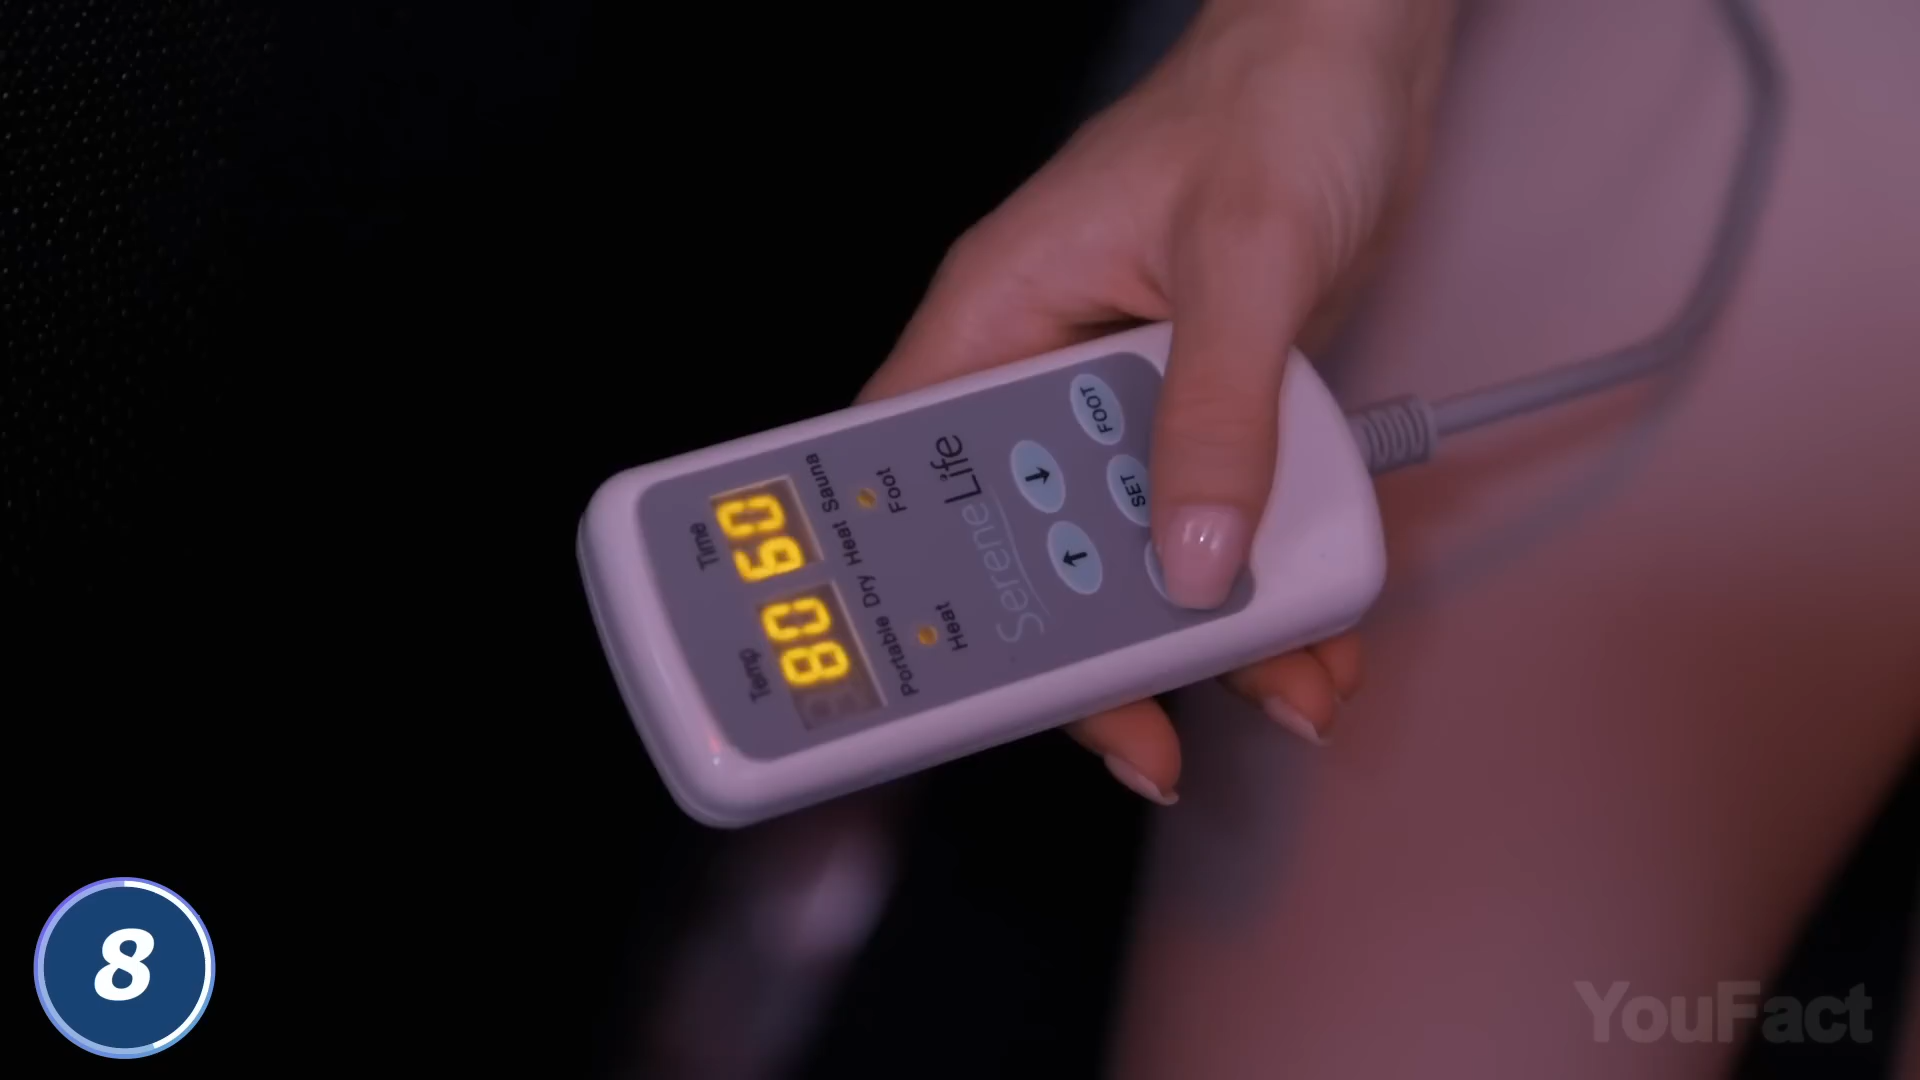 Temp Time
80 60
Portable Dry Heat Sauna
Heat Foot
SereneLife
↑ ↓
SET FOOT
8
YouFact